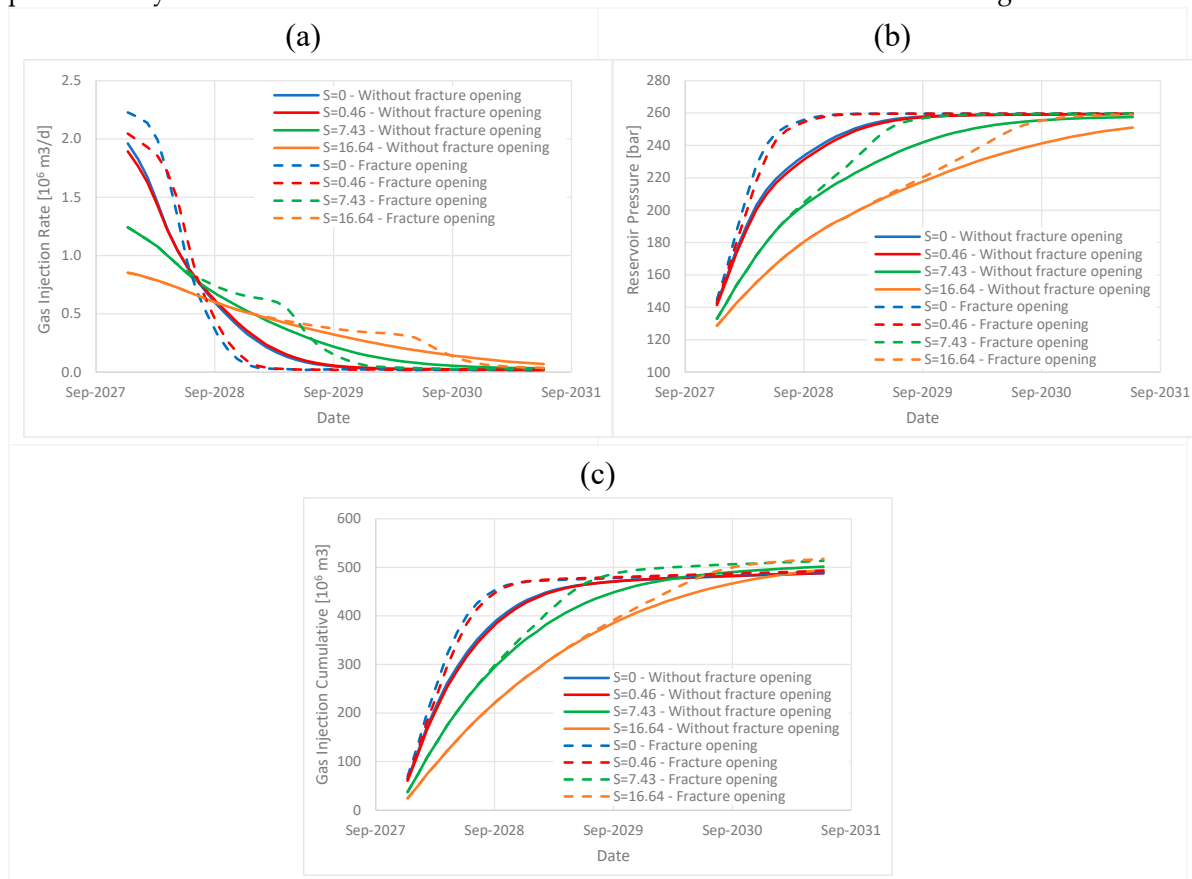 (a)
Gas Injection Rate [10⁶ m3/d]
2.5
2.0
1.5
1.0
0.5
0.0
S=0 - Without fracture opening
S=0.46 - Without fracture opening
S=7.43 - Without fracture opening
S=16.64 - Without fracture opening
S=0 - Fracture opening
S=0.46 - Fracture opening
S=7.43 - Fracture opening
S=16.64 - Fracture opening
Sep-2027 Sep-2028 Sep-2029 Sep-2030 Sep-2031
Date
(b)
Reservoir Pressure [bar]
280
260
240
220
200
180
160
140
120
100
S=0 - Without fracture opening
S=0.46 - Without fracture opening
S=7.43 - Without fracture opening
S=16.64 - Without fracture opening
S=0 - Fracture opening
S=0.46 - Fracture opening
S=7.43 - Fracture opening
S=16.64 - Fracture opening
Sep-2027 Sep-2028 Sep-2029 Sep-2030 Sep-2031
Date
(c)
Gas Injection Cumulative [10⁶ m3]
600
500
400
300
200
100
0
S=0 - Without fracture opening
S=0.46 - Without fracture opening
S=7.43 - Without fracture opening
S=16.64 - Without fracture opening
S=0 - Fracture opening
S=0.46 - Fracture opening
S=7.43 - Fracture opening
S=16.64 - Fracture opening
Sep-2027 Sep-2028 Sep-2029 Sep-2030 Sep-2031
Date